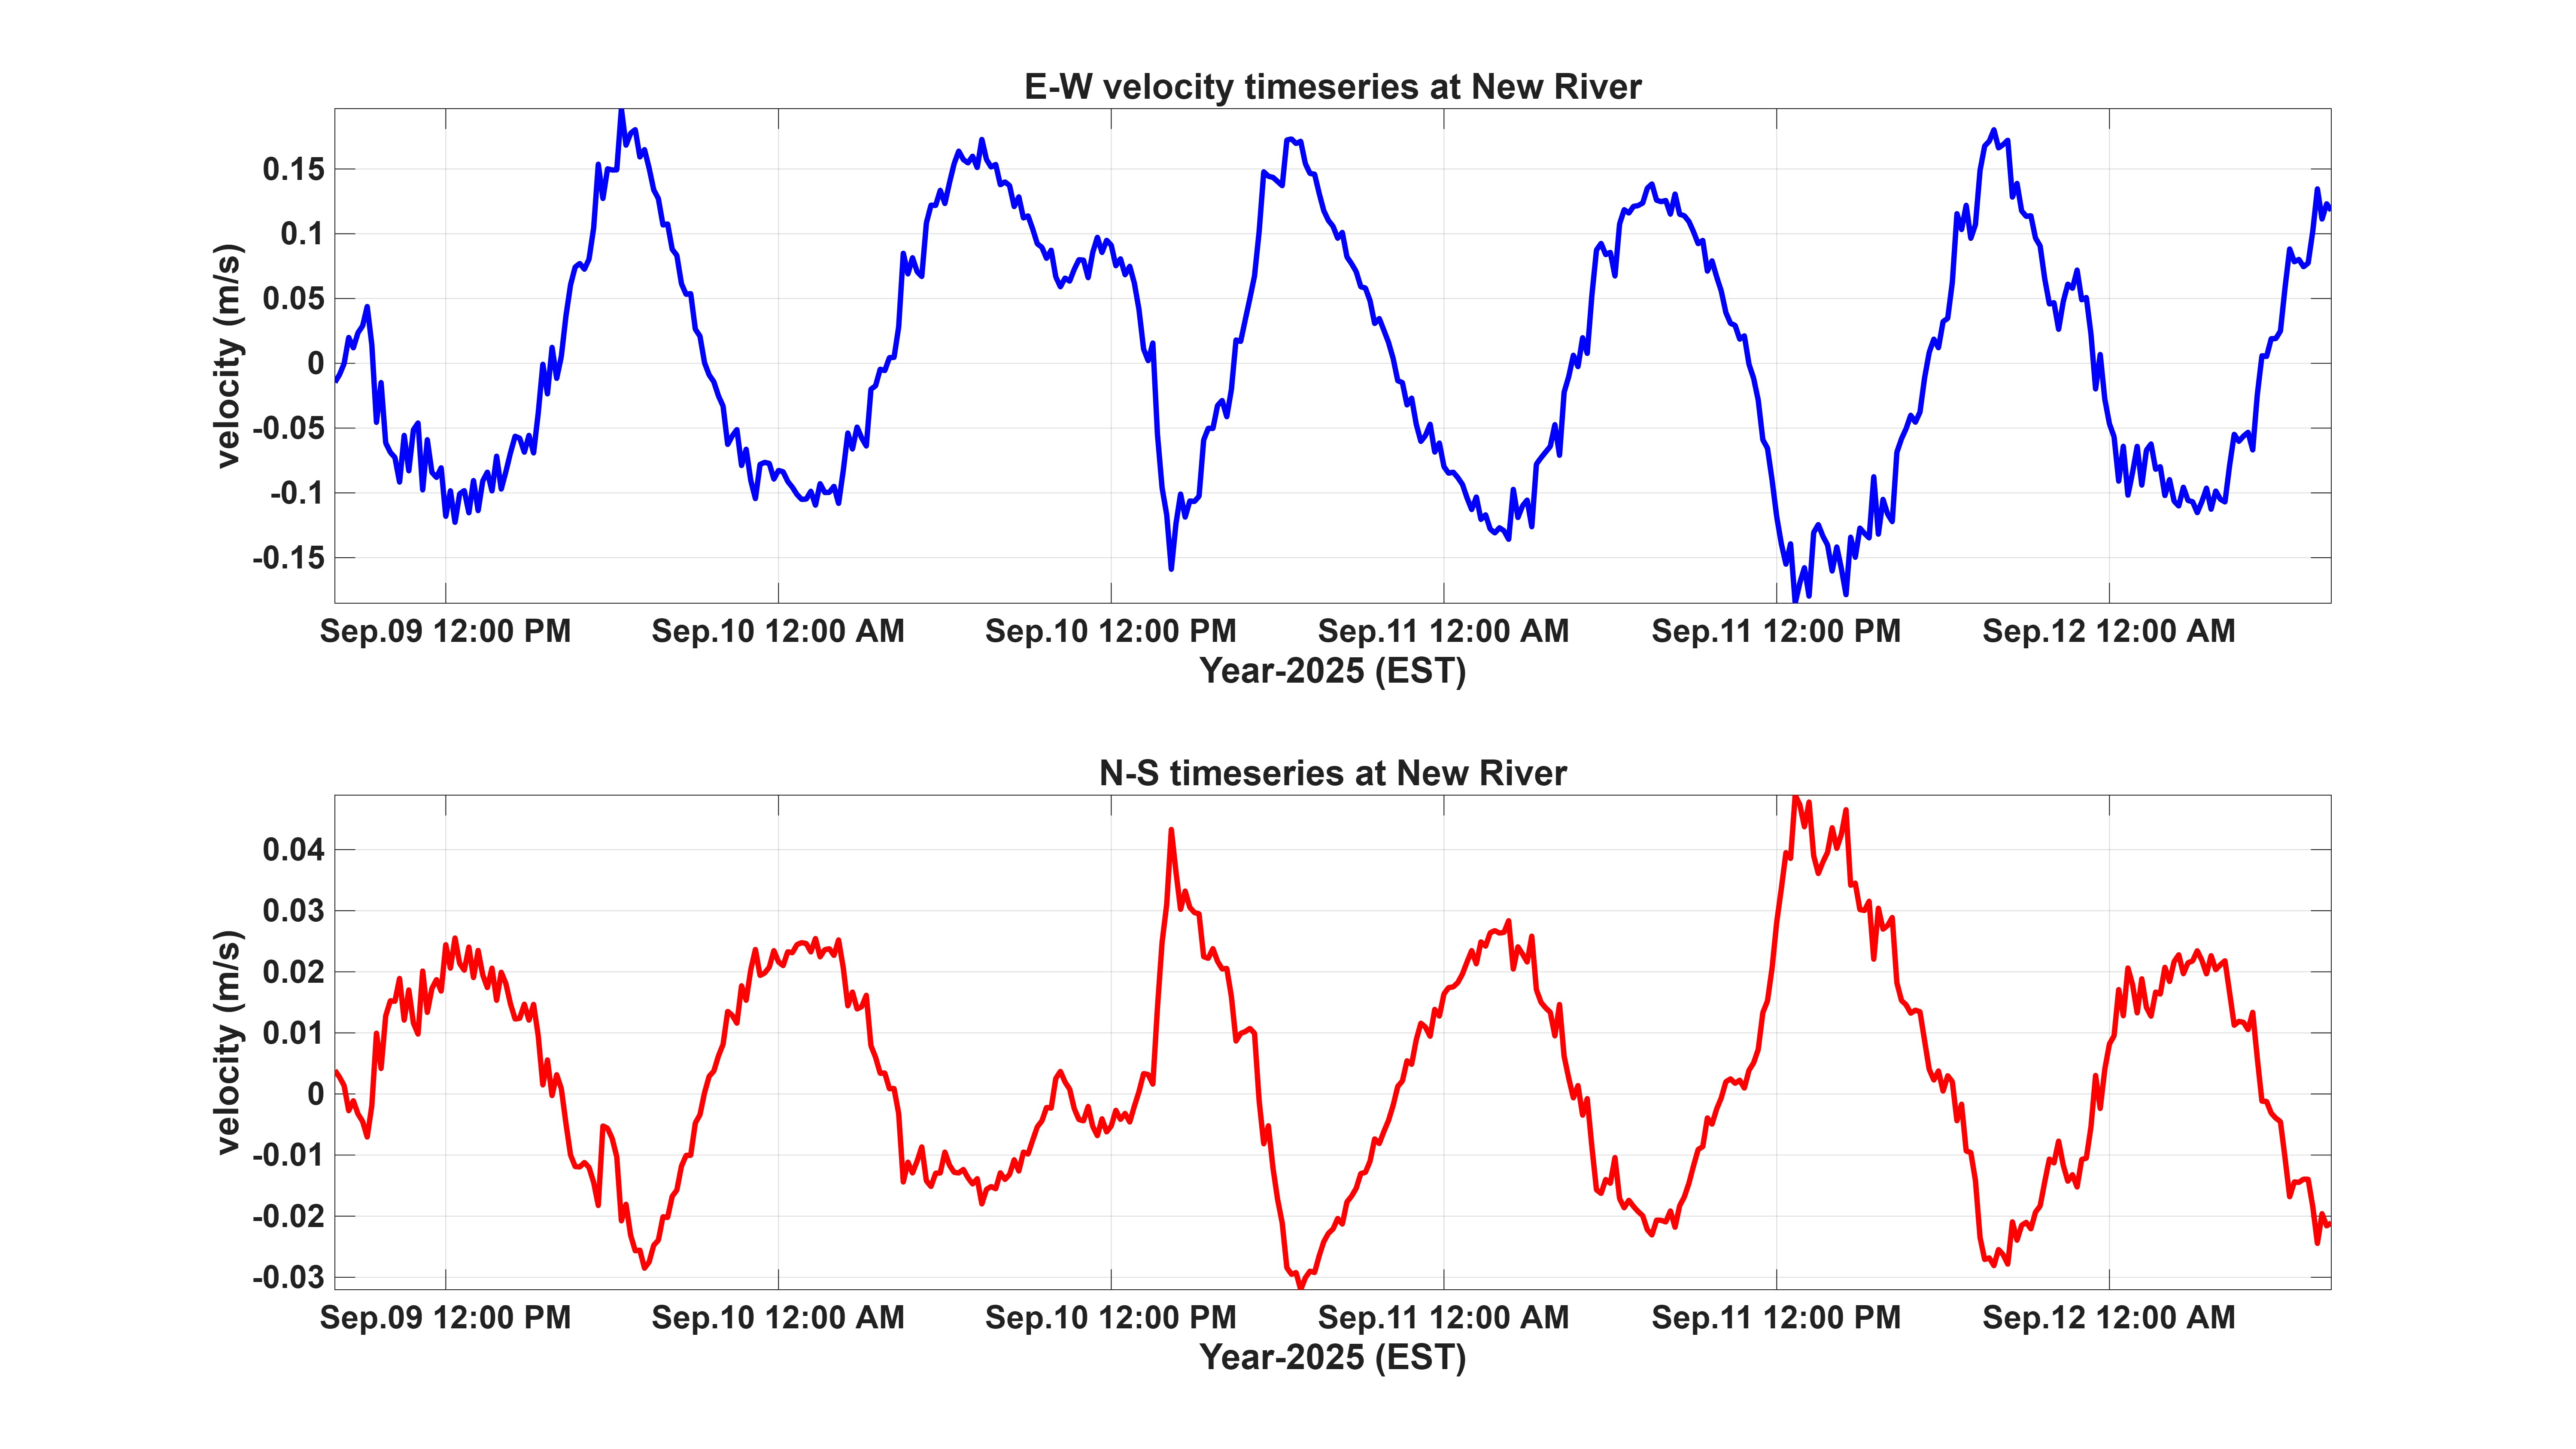 E-W velocity timeseries at New River
velocity (m/s)
0.15
0.1
0.05
0
-0.05
-0.1
-0.15
Sep.09 12:00 PM Sep.10 12:00 AM Sep.10 12:00 PM Sep.11 12:00 AM Sep.11 12:00 PM Sep.12 12:00 AM
Year-2025 (EST)
N-S timeseries at New River
velocity (m/s)
0.04
0.03
0.02
0.01
0
-0.01
-0.02
-0.03
Sep.09 12:00 PM Sep.10 12:00 AM Sep.10 12:00 PM Sep.11 12:00 AM Sep.11 12:00 PM Sep.12 12:00 AM
Year-2025 (EST)